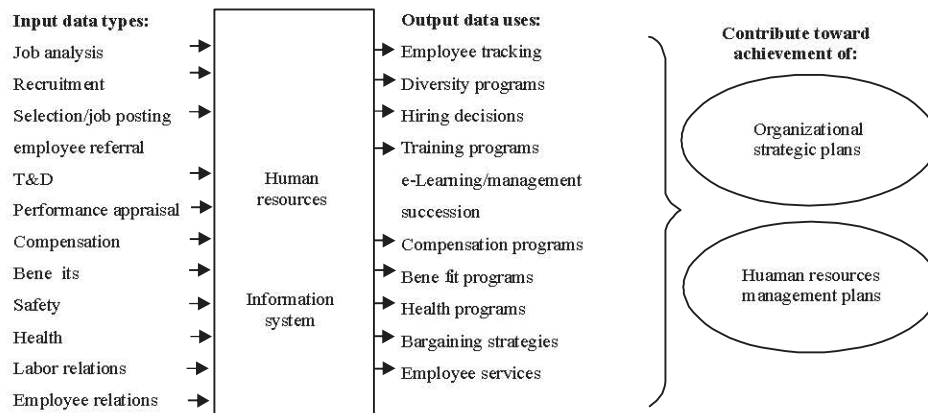 Input data types:
Job analysis
Recruitment
Selection/job posting
employee referral
T&D
Performance appraisal
Compensation
Bene its
Safety
Health
Labor relations
Employee relations
Human
resources
Information
system
Output data uses:
Employee tracking
Diversity programs
Hiring decisions
Training programs
e-Learning/management
succession
Compensation programs
Bene fit programs
Health programs
Bargaining strategies
Employee services
Contribute toward
achievement of:
Organizational
strategic plans
Huaman resources
management plans